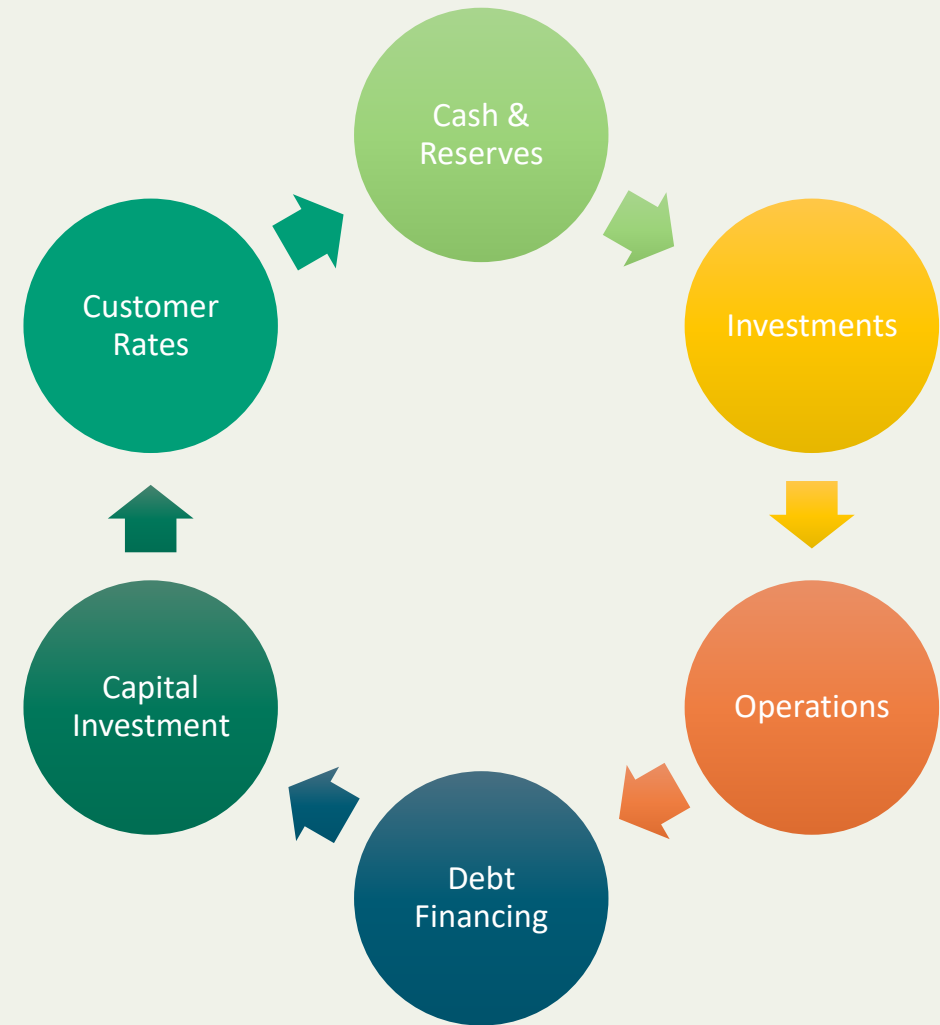 Cash &
Reserves
Investments
Operations
Debt
Financing
Capital
Investment
Customer
Rates